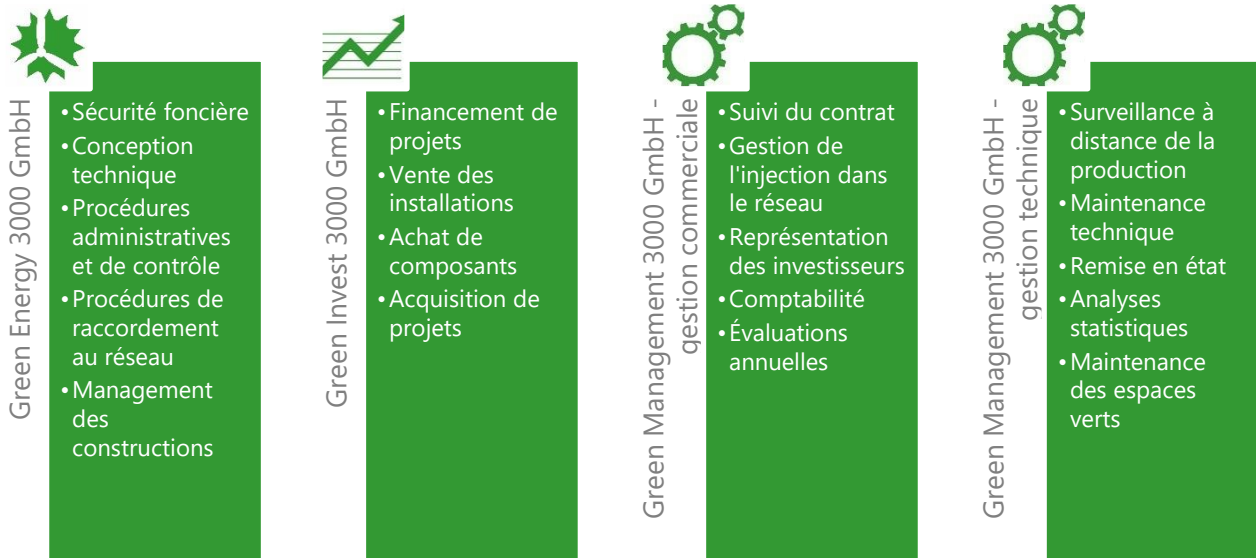 Green Energy 3000 GmbH
• Sécurité foncière
• Conception
technique
• Procédures
administratives
et de contrôle
• Procédures de
raccordement
au réseau
• Management
des
constructions
Green Invest 3000 GmbH
• Financement de
projets
• Vente des
installations
• Achat de
composants
• Acquisition de
projets
Green Management 3000 GmbH -
gestion commerciale
• Suivi du contrat
• Gestion de
l'injection dans
le réseau
• Représentation
des investisseurs
• Comptabilité
• Évaluations
annuelles
Green Management 3000 GmbH -
gestion technique
• Surveillance à
distance de la
production
• Maintenance
technique
• Remise en état
• Analyses
statistiques
• Maintenance
des espaces
verts